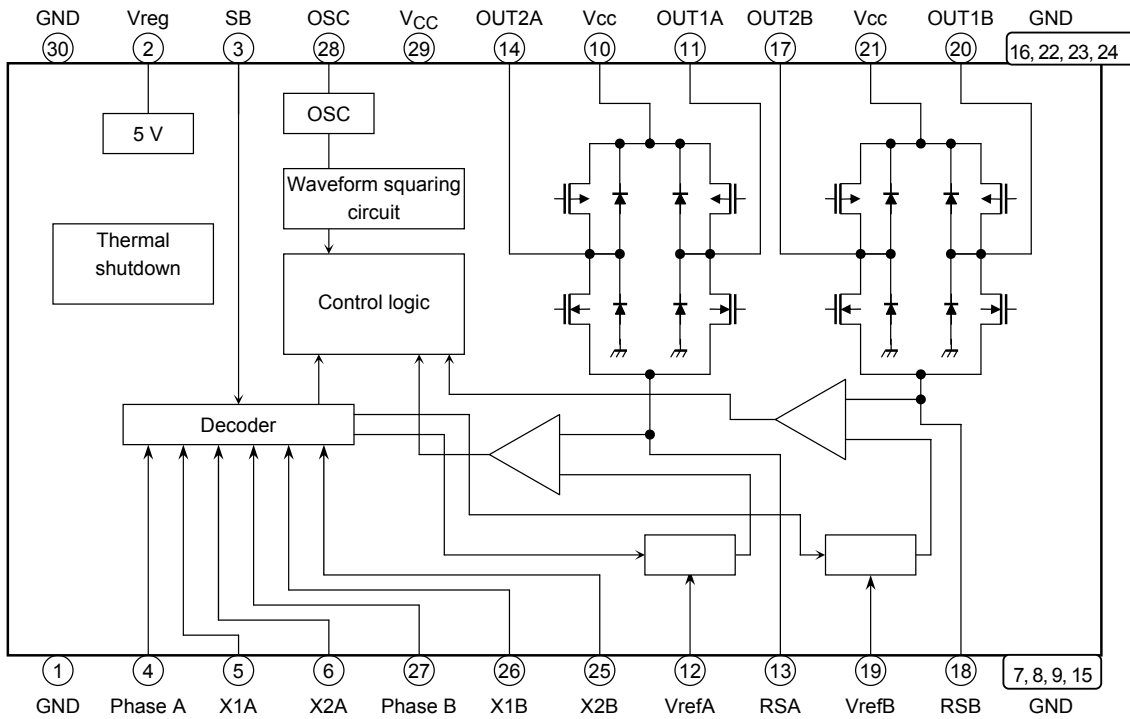 GND Vreg SB OSC VCC OUT2A Vcc OUT1A OUT2B Vcc OUT1B GND
30 2 3 28 29 14 10 11 17 21 20 16, 22, 23, 24
5 V
OSC
Waveform squaring
circuit
Thermal
shutdown
Control logic
Decoder
1 4 5 6 27 26 25 12 13 19 18 7, 8, 9, 15
GND Phase A X1A X2A Phase B X1B X2B VrefA RSA VrefB RSB GND